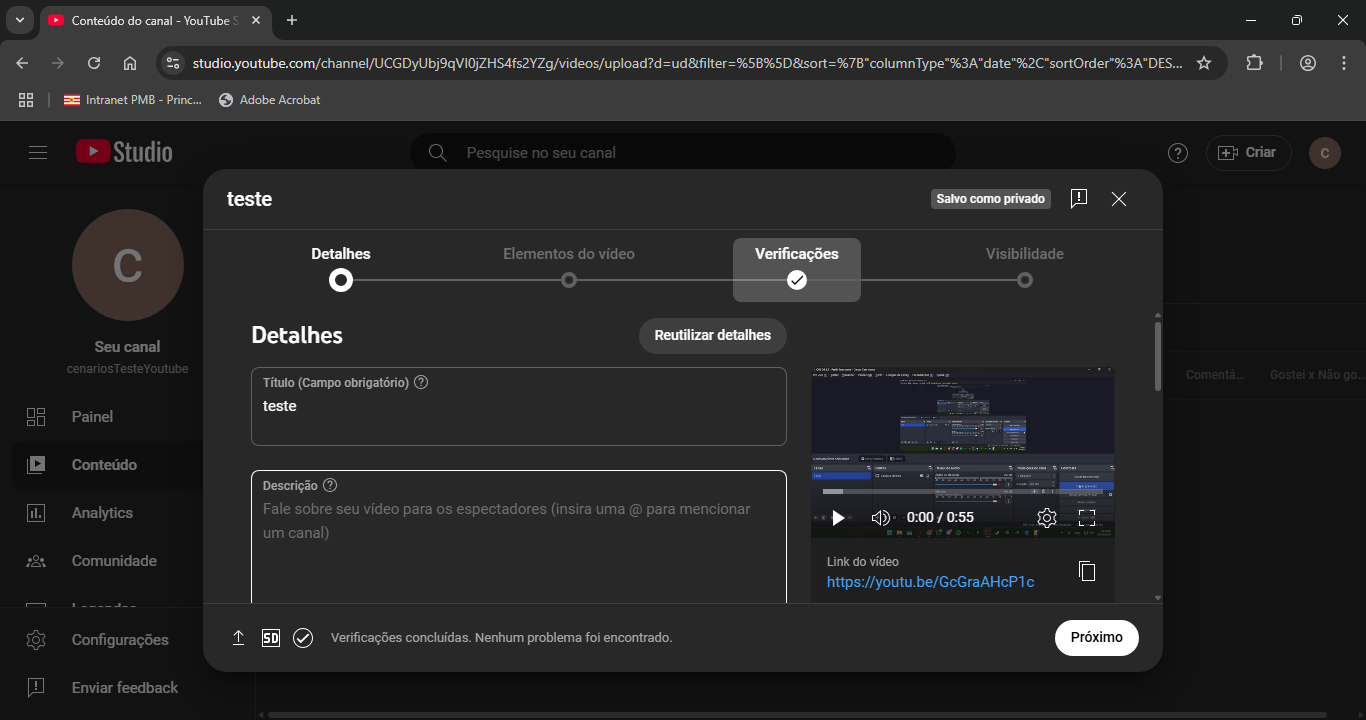 Conteúdo do canal - YouTube S
studio.youtube.com/channel/UCGDyUbj9qVI0jZHS4fs2YZg/videos/upload?d=ud&filter=%5B%5D&sort=%7B"columnType"%3A"date"%2C"sortOrder"%3A"DES...
Intranet PMB - Princ...
Adobe Acrobat
Studio
Pesquise no seu canal
Criar
C
teste
Salvo como privado
Detalhes
Elementos do vídeo
Verificações
Visibilidade
C
Seu canal
cenariosTesteYoutube
Painel
Conteúdo
Analytics
Comunidade
Configurações
Enviar feedback
Detalhes
Reutilizar detalhes
Título (Campo obrigatório)
teste
Descrição
Fale sobre seu vídeo para os espectadores (insira uma @ para mencionar
um canal)
0:00 / 0:55
Link do vídeo
https://youtu.be/GcGraAHcP1c
Comentá...
Gostei x Não go...
SD
Verificações concluídas. Nenhum problema foi encontrado.
Próximo